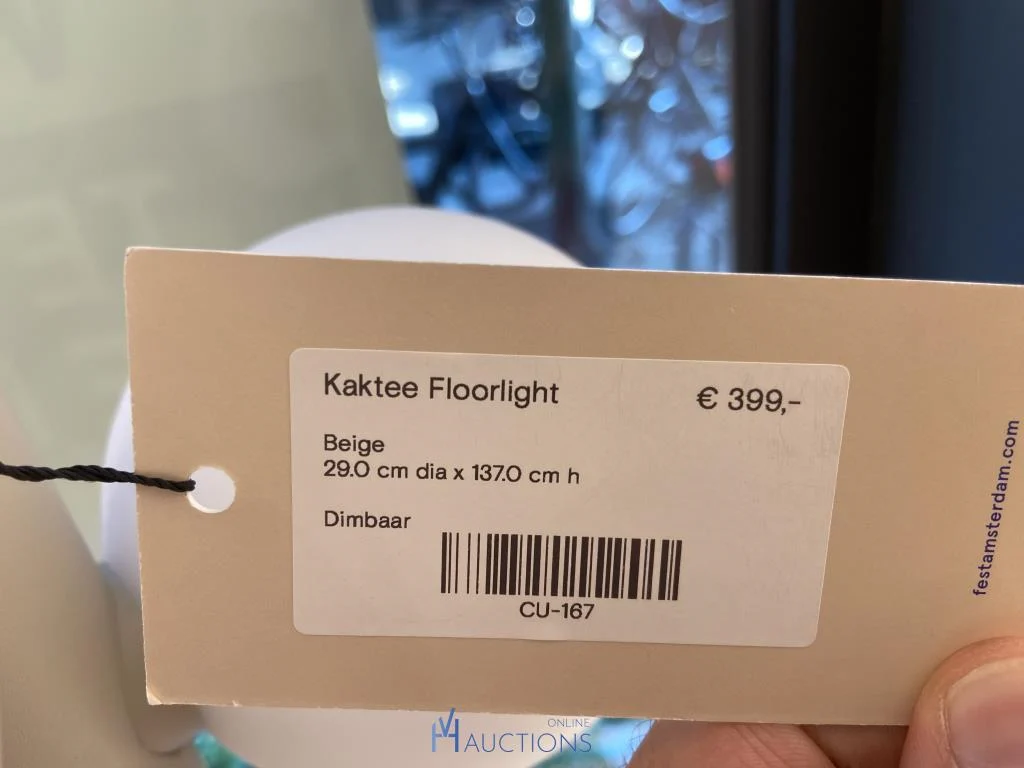 Kaktee Floorlight
€ 399,-
Beige
29.0 cm dia x 137.0 cm h
Dimbaar
CU-167
festamsterdam.com
ONLINE
AUCTIONS